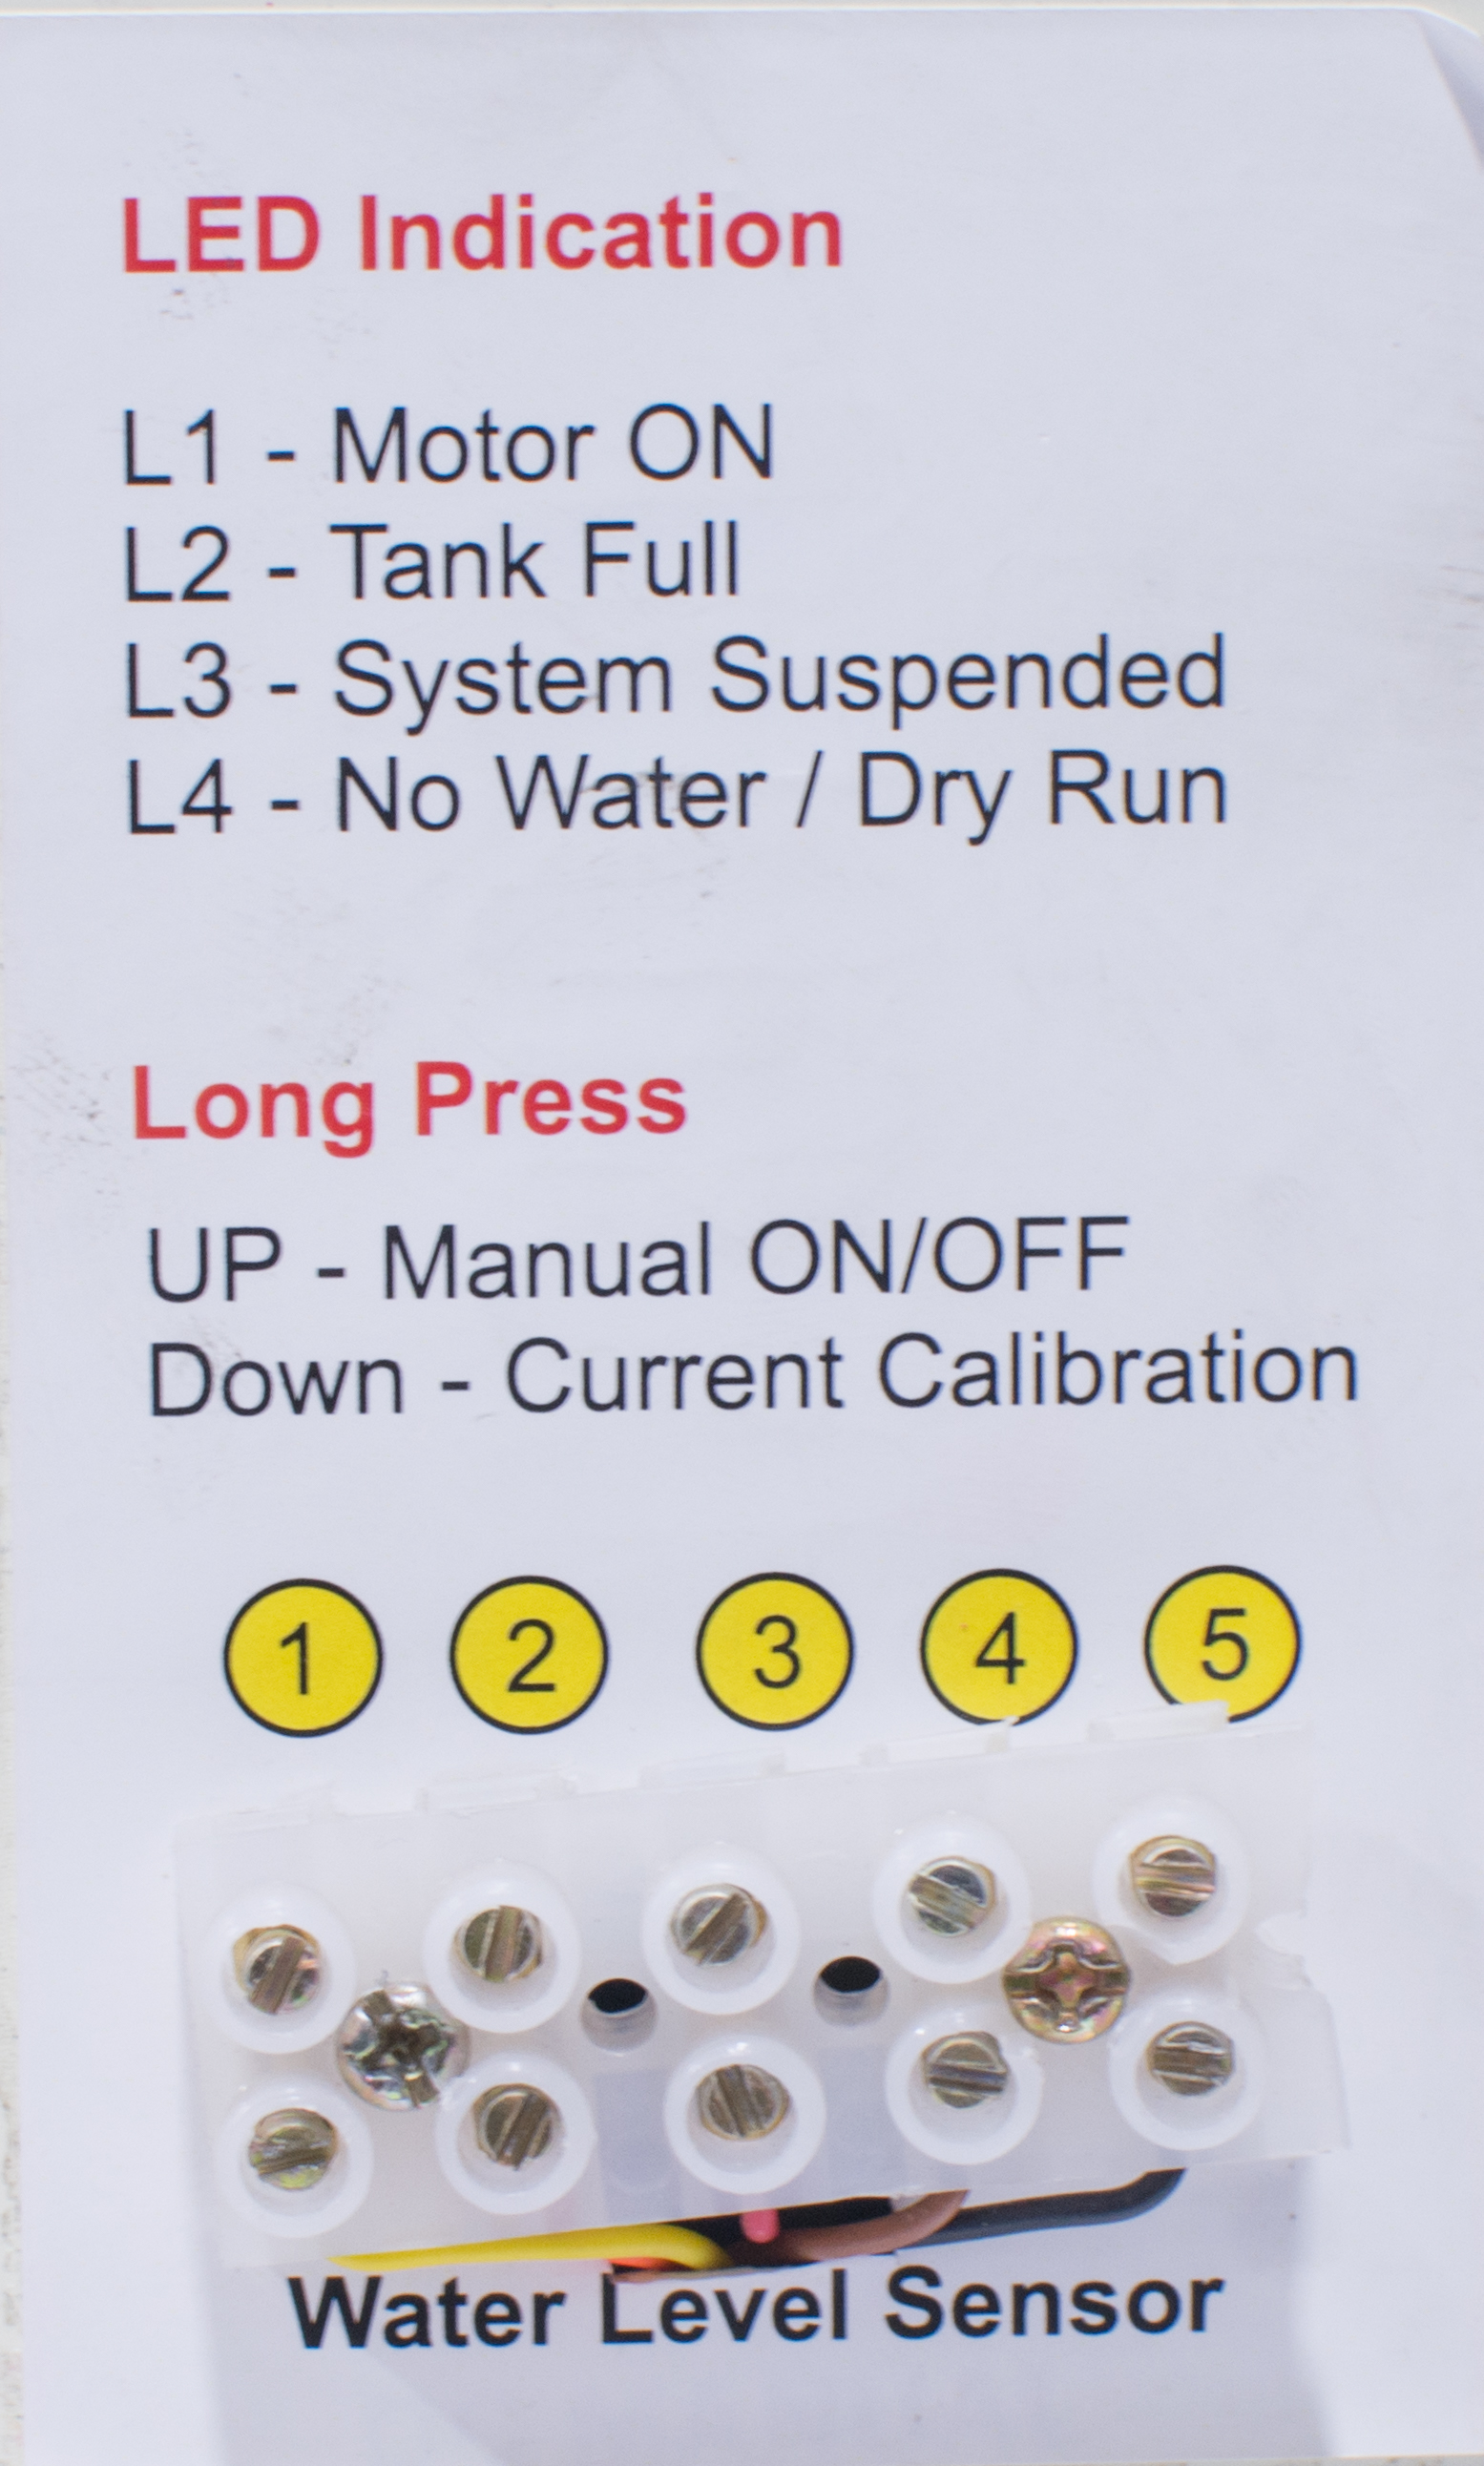 LED Indication
L1 - Motor ON
L2 - Tank Full
L3 - System Suspended
L4 - No Water / Dry Run
Long Press
UP - Manual ON/OFF
Down - Current Calibration
1 2 3 4 5
Water Level Sensor